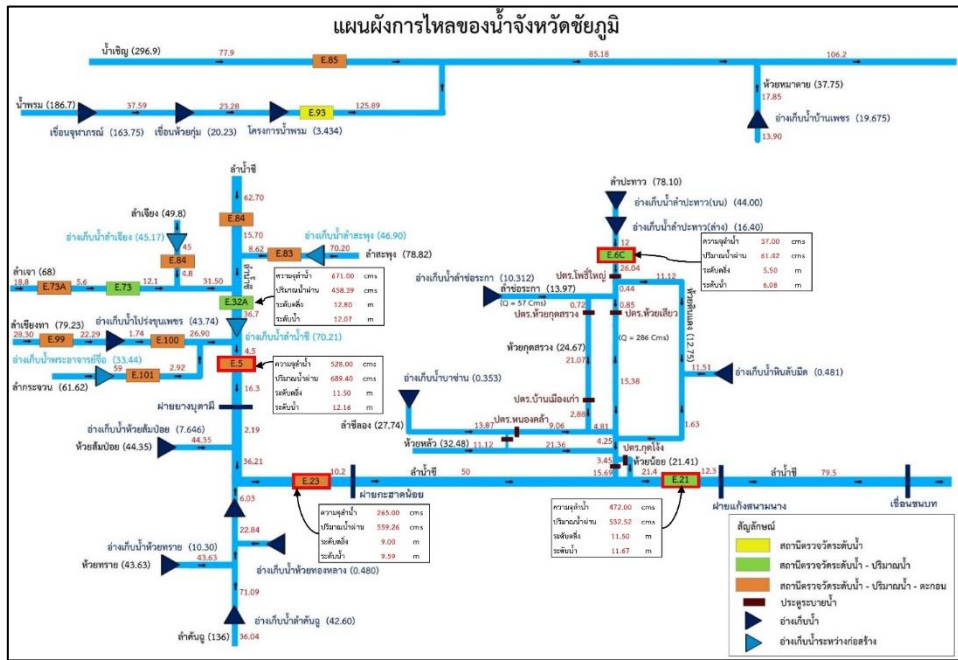 แผนผังการไหลของน้ำจังหวัดชัยภูมิ
น้ำเชิญ (296.9)
77.9
E.85
85.18
106.2
น้ำพรม (186.7)
37.59
23.28
E.93
125.89
เขื่อนจุฬาภรณ์ (163.75)
เขื่อนห้วยกุ่ม (20.23)
โครงการน้ำพรม (3.434)
ห้วยหมาตาย (37.75)
17.85
อ่างเก็บน้ำบ้านเพชร (19.675)
13.90
ลำน้ำชี
62.70
E.84
15.70
8.62
E.83
70.20
อ่างเก็บน้ำลำสะพุง (46.90)
ลำสะพุง (78.82)
ลำเจียง (49.8)
อ่างเก็บน้ำลำเจียง (45.17)
45
E.84
4.8
ลำเจา (68)
18.8
E.73A
5.6
E.73
12.1
31.50
ลำน้ำชี
E.32A
36.7
ความจุลำน้ำ 671.00 cms
ปริมาณน้ำผ่าน 458.39 cms
ระดับตลิ่ง 12.80 m
ระดับน้ำ 12.07 m
ลำเชียงทา (79.23)
อ่างเก็บน้ำโปร่งขุนเพชร (43.74)
28.30
E.99
22.29
1.74
E.100
26.90
อ่างเก็บน้ำลำน้ำชี (70.21)
อ่างเก็บน้ำพระอาจารย์จื่อ (33.44)
59
E.101
2.92
ลำกระจวน (61.62)
4.5
E.5
16.3
ความจุลำน้ำ 528.00 cms
ปริมาณน้ำผ่าน 689.40 cms
ระดับตลิ่ง 11.50 m
ระดับน้ำ 12.16 m
ฝายยางบุตามี
2.19
อ่างเก็บน้ำห้วยส้มป่อย (7.646)
44.35
ห้วยส้มป่อย (44.35)
36.21
E.23
10.2
ฝายกะฮาดน้อย
50
ลำน้ำชี
ความจุลำน้ำ 265.00 cms
ปริมาณน้ำผ่าน 559.26 cms
ระดับตลิ่ง 9.00 m
ระดับน้ำ 9.59 m
6.03
22.84
อ่างเก็บน้ำห้วยทราย (10.30)
43.63
ห้วยทราย (43.63)
อ่างเก็บน้ำห้วยทองหลาง (0.480)
71.09
อ่างเก็บน้ำลำคันฉู (42.60)
ลำคันฉู (136)
36.04
ลำปะทาว (78.10)
อ่างเก็บน้ำลำปะทาว(บน) (44.00)
อ่างเก็บน้ำลำปะทาว(ล่าง) (16.40)
12
E.6C
26.04
ความจุลำน้ำ 37.00 cms
ปริมาณน้ำผ่าน 61.42 cms
ระดับตลิ่ง 5.50 m
ระดับน้ำ 6.08 m
ปตร.โพธิ์ใหญ่
11.12
0.44
อ่างเก็บน้ำลำช่อระกา (10.312)
ลำช่อระกา (13.97)
(Q = 57 Cms)
0.72
0.85
ปตร.ห้วยกุดสรวง
ปตร.ห้วยเสียว
(Q = 286 Cms)
ห้วยกุดสรวง (24.67)
21.07
15.38
(12.75)
11.51
อ่างเก็บน้ำหินลับมีด (0.481)
อ่างเก็บน้ำบาซ่าน (0.353)
ปตร.บ้านเมืองเก่า
2.88
ปตร.หนองคล้า
ลำชีลอง (27.74)
13.87
9.06
4.81
1.63
ห้วยหลัว (32.48)
11.12
21.36
4.25
ปตร.กุดโง้ง
3.45
ห้วยน้อย (21.41)
15.69
21.4
E.21
12.3
ลำน้ำชี
79.5
ฝายแก้งสนามนาง
เขื่อนชนบท
ความจุลำน้ำ 472.00 cms
ปริมาณน้ำผ่าน 532.52 cms
ระดับตลิ่ง 11.50 m
ระดับน้ำ 11.67 m
สัญลักษณ์
สถานีตรวจวัดระดับน้ำ
สถานีตรวจวัดระดับน้ำ - ปริมาณน้ำ
สถานีตรวจวัดระดับน้ำ - ปริมาณน้ำ - ตะกอน
ประตูระบายน้ำ
อ่างเก็บน้ำ
อ่างเก็บน้ำระหว่างก่อสร้าง